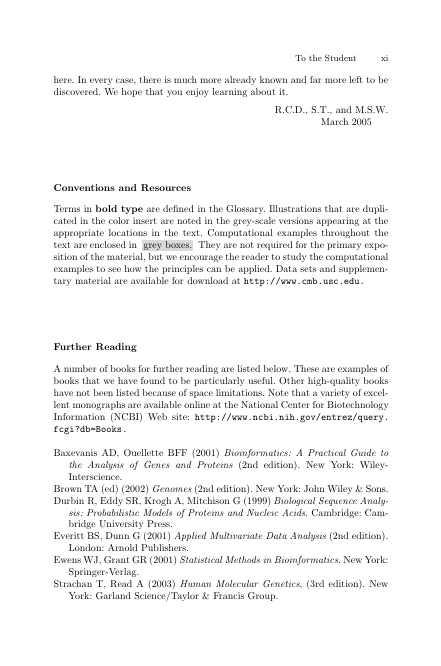 To the Student xi
here. In every case, there is much more already known and far more left to be
discovered. We hope that you enjoy learning about it.
R.C.D., S.T., and M.S.W.
March 2005
Conventions and Resources
Terms in bold type are defined in the Glossary. Illustrations that are dupli-
cated in the color insert are noted in the grey-scale versions appearing at the
appropriate locations in the text. Computational examples throughout the
text are enclosed in grey boxes. They are not required for the primary expo-
sition of the material, but we encourage the reader to study the computational
examples to see how the principles can be applied. Data sets and supplemen-
tary material are available for download at http://www.cmb.usc.edu.
Further Reading
A number of books for further reading are listed below. These are examples of
books that we have found to be particularly useful. Other high-quality books
have not been listed because of space limitations. Note that a variety of excel-
lent monographs are available online at the National Center for Biotechnology
Information (NCBI) Web site: http://www.ncbi.nih.gov/entrez/query.
fcgi?db=Books.
Baxevanis AD, Ouellette BFF (2001) Bioinformatics: A Practical Guide to
the Analysis of Genes and Proteins (2nd edition). New York: Wiley-
Interscience.
Brown TA (ed) (2002) Genomes (2nd edition). New York: John Wiley & Sons.
Durbin R, Eddy SR, Krogh A, Mitchison G (1999) Biological Sequence Analy-
sis: Probabilistic Models of Proteins and Nucleic Acids. Cambridge: Cam-
bridge University Press.
Everitt BS, Dunn G (2001) Applied Multivariate Data Analysis (2nd edition).
London: Arnold Publishers.
Ewens WJ, Grant GR (2001) Statistical Methods in Bioinformatics. New York:
Springer-Verlag.
Strachan T, Read A (2003) Human Molecular Genetics, (3rd edition). New
York: Garland Science/Taylor & Francis Group.